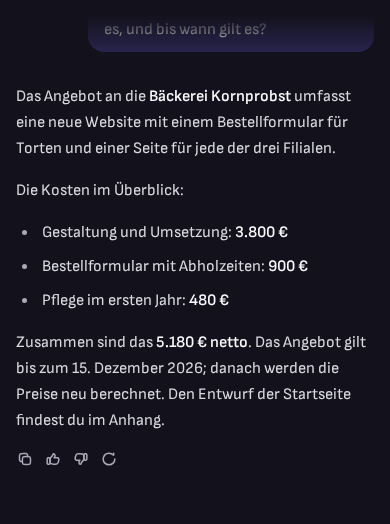 es, und bis wann gilt es?
Das Angebot an die Bäckerei Kornprobst umfasst
eine neue Website mit einem Bestellformular für
Torten und einer Seite für jede der drei Filialen.
Die Kosten im Überblick:
• Gestaltung und Umsetzung: 3.800 €
• Bestellformular mit Abholzeiten: 900 €
• Pflege im ersten Jahr: 480 €
Zusammen sind das 5.180 € netto. Das Angebot gilt
bis zum 15. Dezember 2026; danach werden die
Preise neu berechnet. Den Entwurf der Startseite
findest du im Anhang.